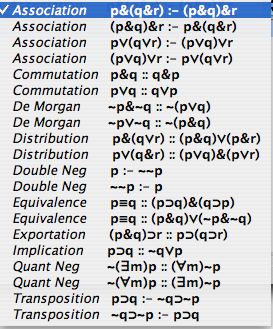 ✓ Association p&(q&r) :- (p&q)&r
Association (p&q)&r :- p&(q&r)
Association p∨(q∨r) :- (p∨q)∨r
Association (p∨q)∨r :- p∨(q∨r)
Commutation p&q :: q&p
Commutation p∨q :: q∨p
De Morgan ~p&~q :: ~(p∨q)
De Morgan ~p∨~q :: ~(p&q)
Distribution p&(q∨r) :: (p&q)∨(p&r)
Distribution p∨(q&r) :: (p∨q)&(p∨r)
Double Neg p :- ~~p
Double Neg ~~p :- p
Equivalence p≡q :: (p⊃q)&(q⊃p)
Equivalence p≡q :: (p&q)∨(~p&~q)
Exportation (p&q)⊃r :: p⊃(q⊃r)
Implication p⊃q :: ~q∨p
Quant Neg ~(∃m)p :: (∀m)~p
Quant Neg ~(∀m)p :: (∃m)~p
Transposition p⊃q :- ~q⊃~p
Transposition ~q⊃~p :- p⊃q